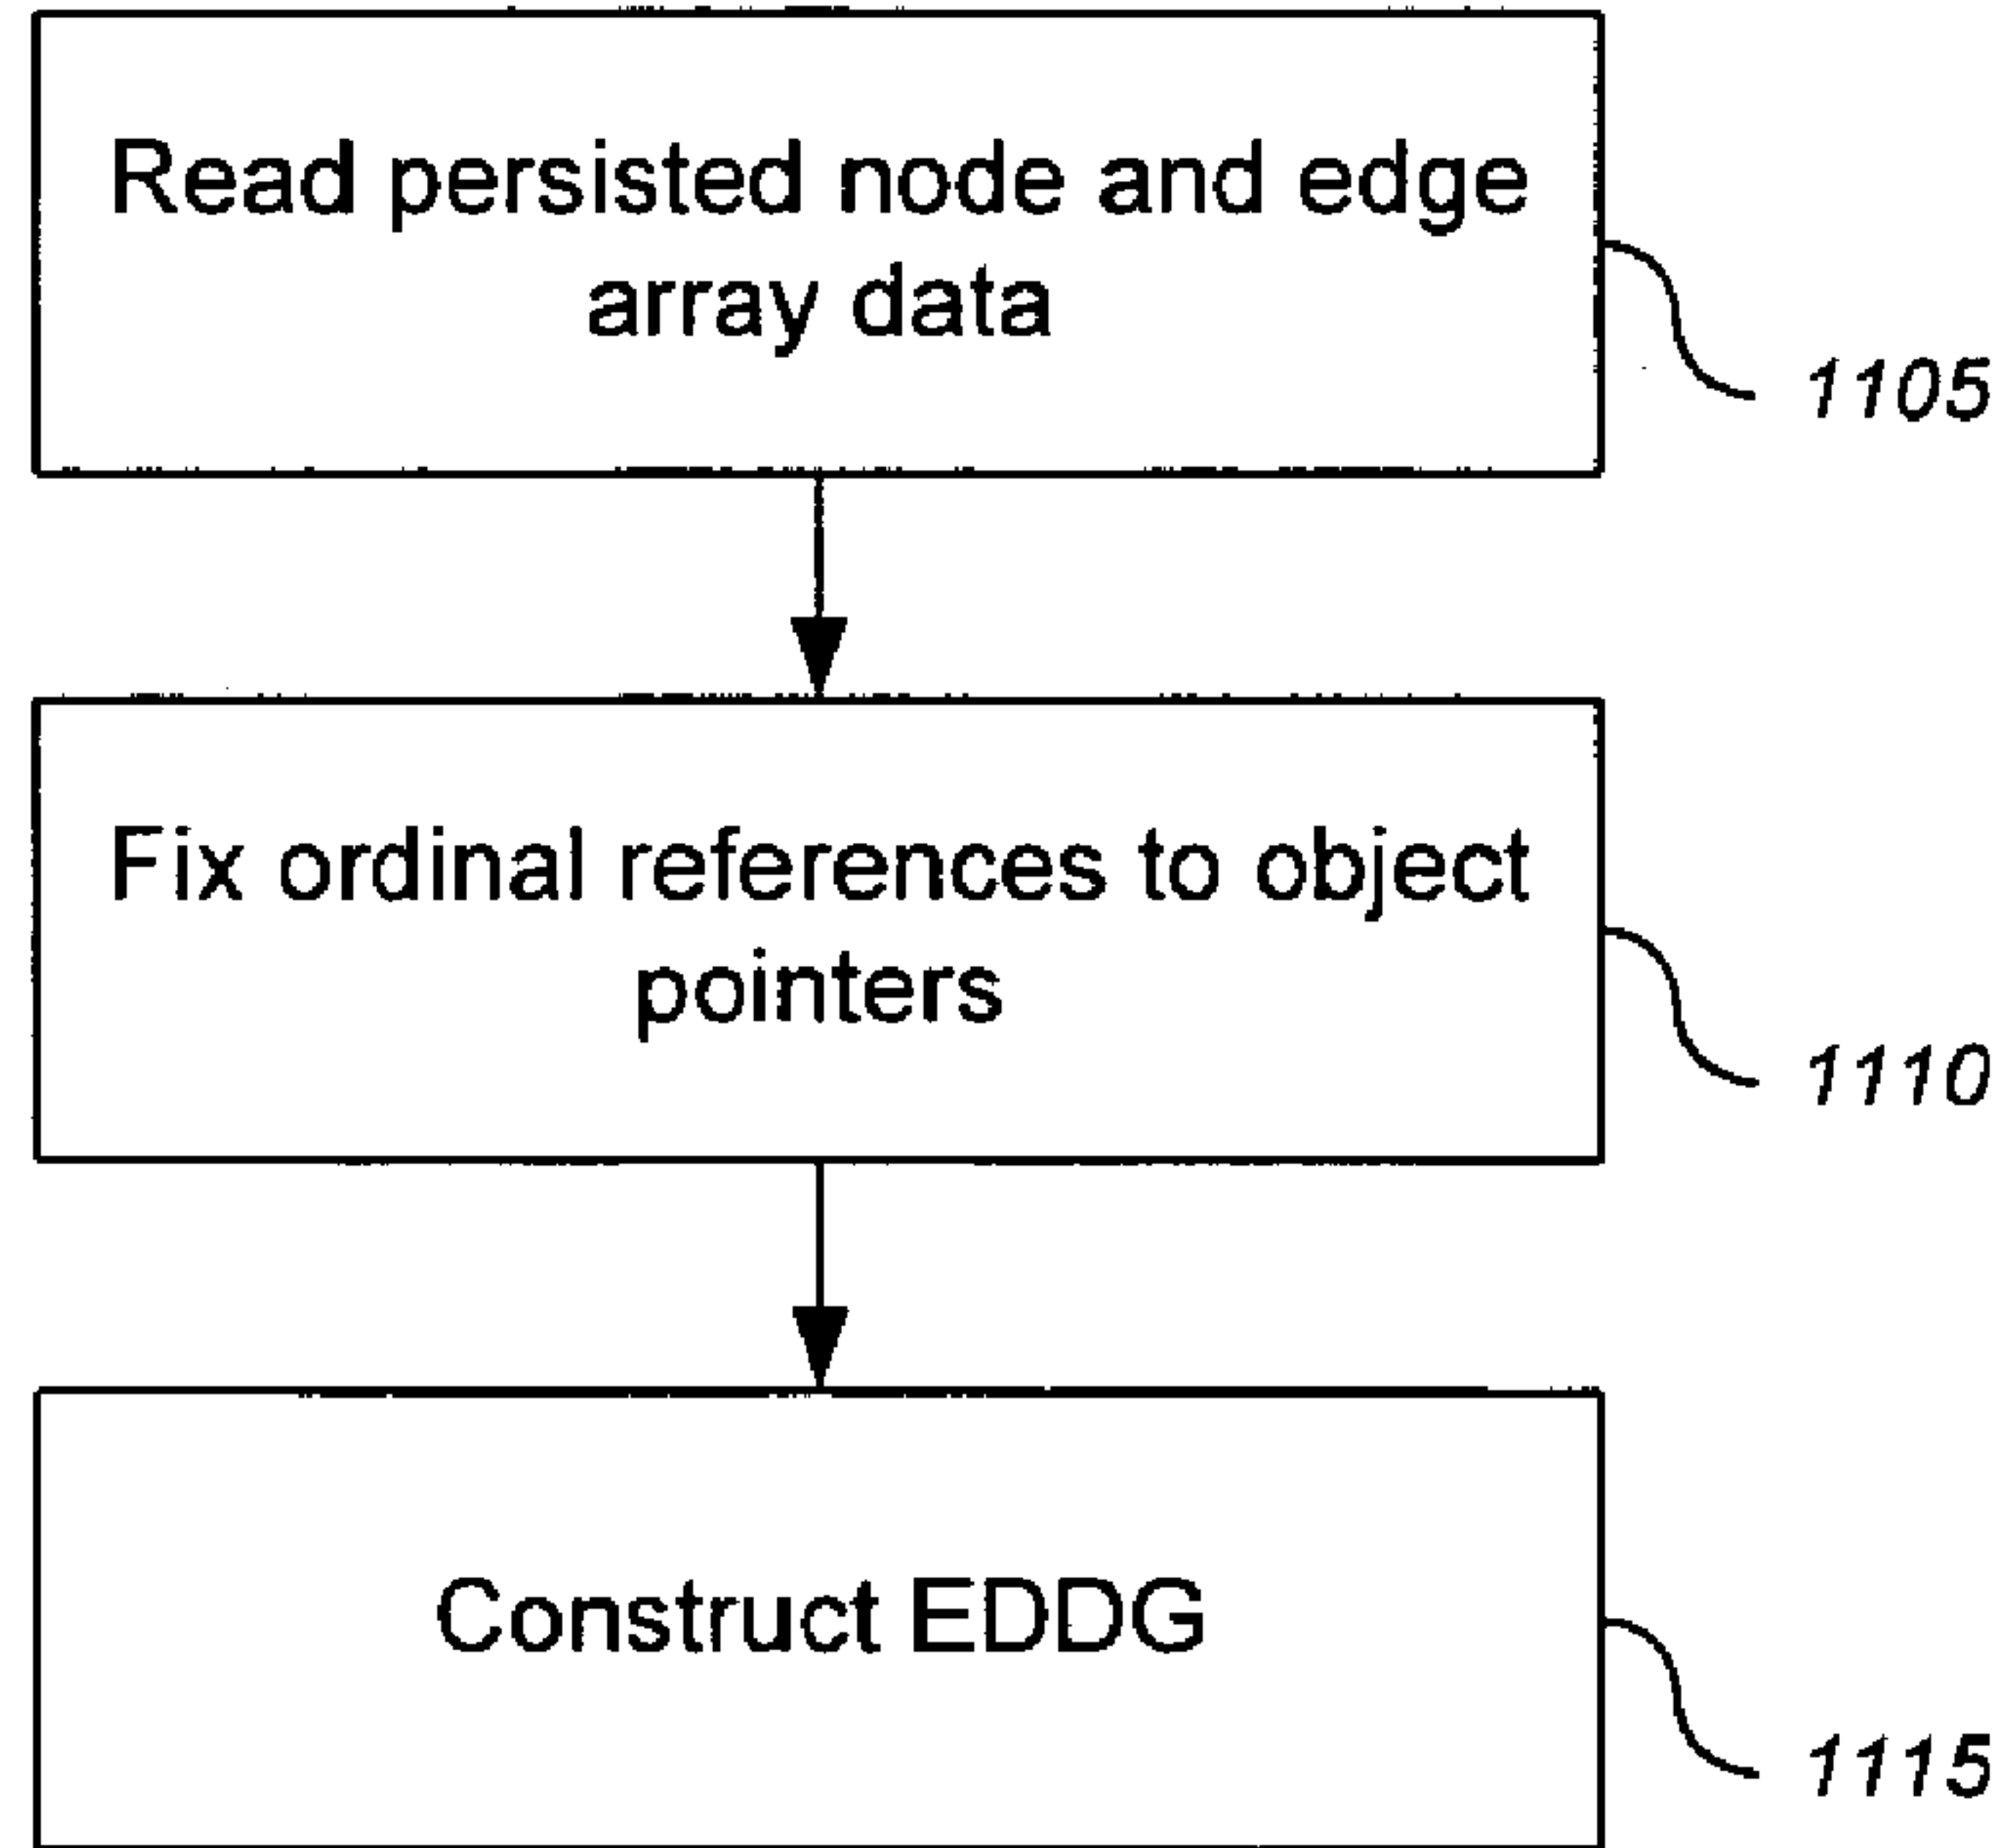 Read persisted node and edge
array data
1105
Fix ordinal references to object
pointers
1110
Construct EDDG
1115